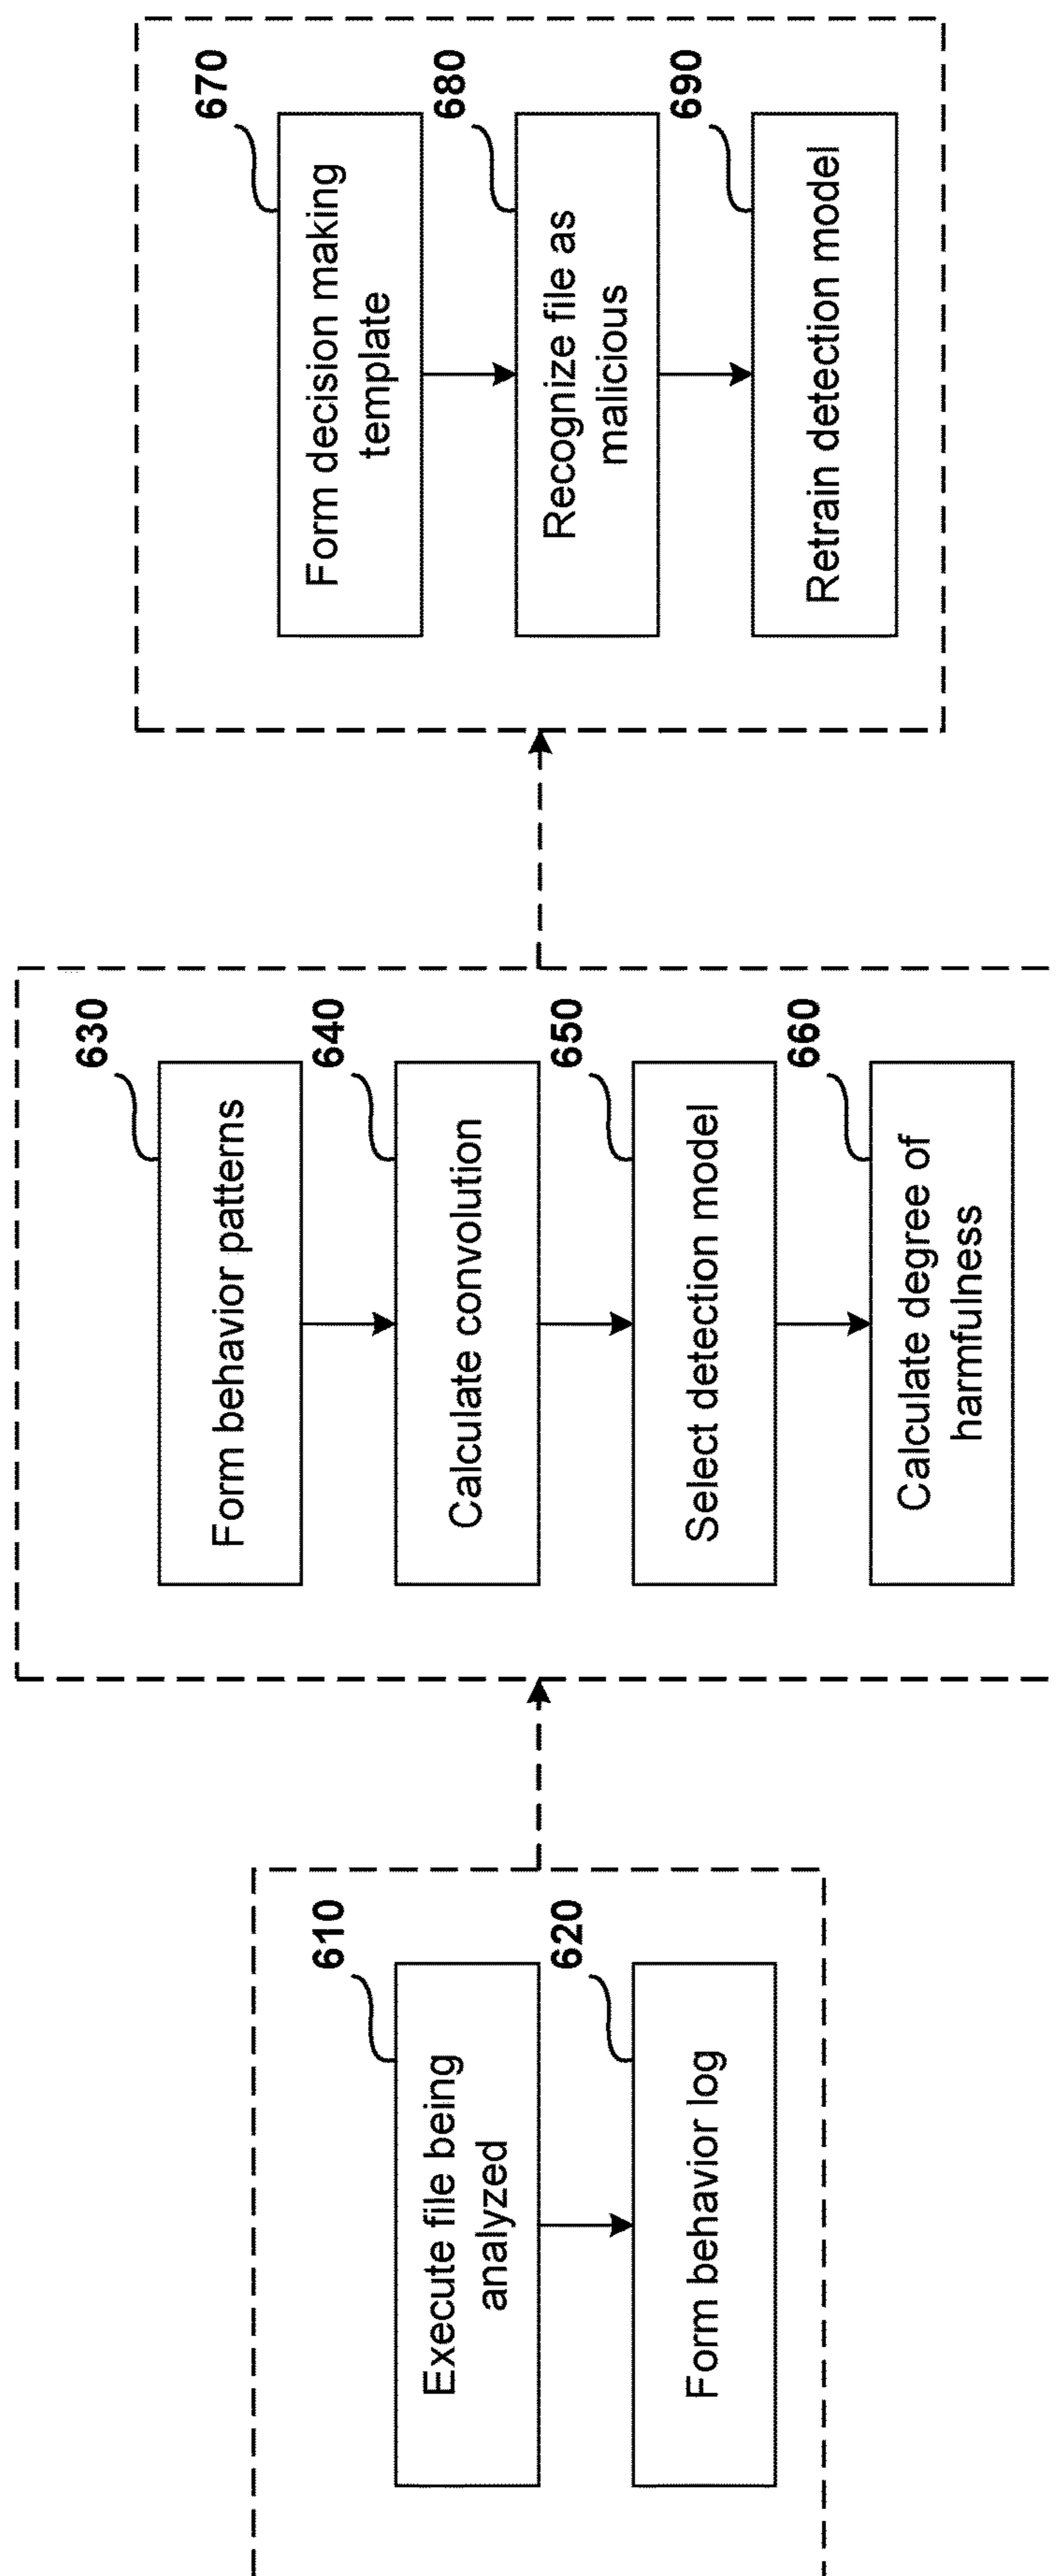 610
Execute file being
analyzed
620
Form behavior log
630
Form behavior patterns
640
Calculate convolution
650
Select detection model
660
Calculate degree of
harmfulness
670
Form decision making
template
680
Recognize file as
malicious
690
Retrain detection model